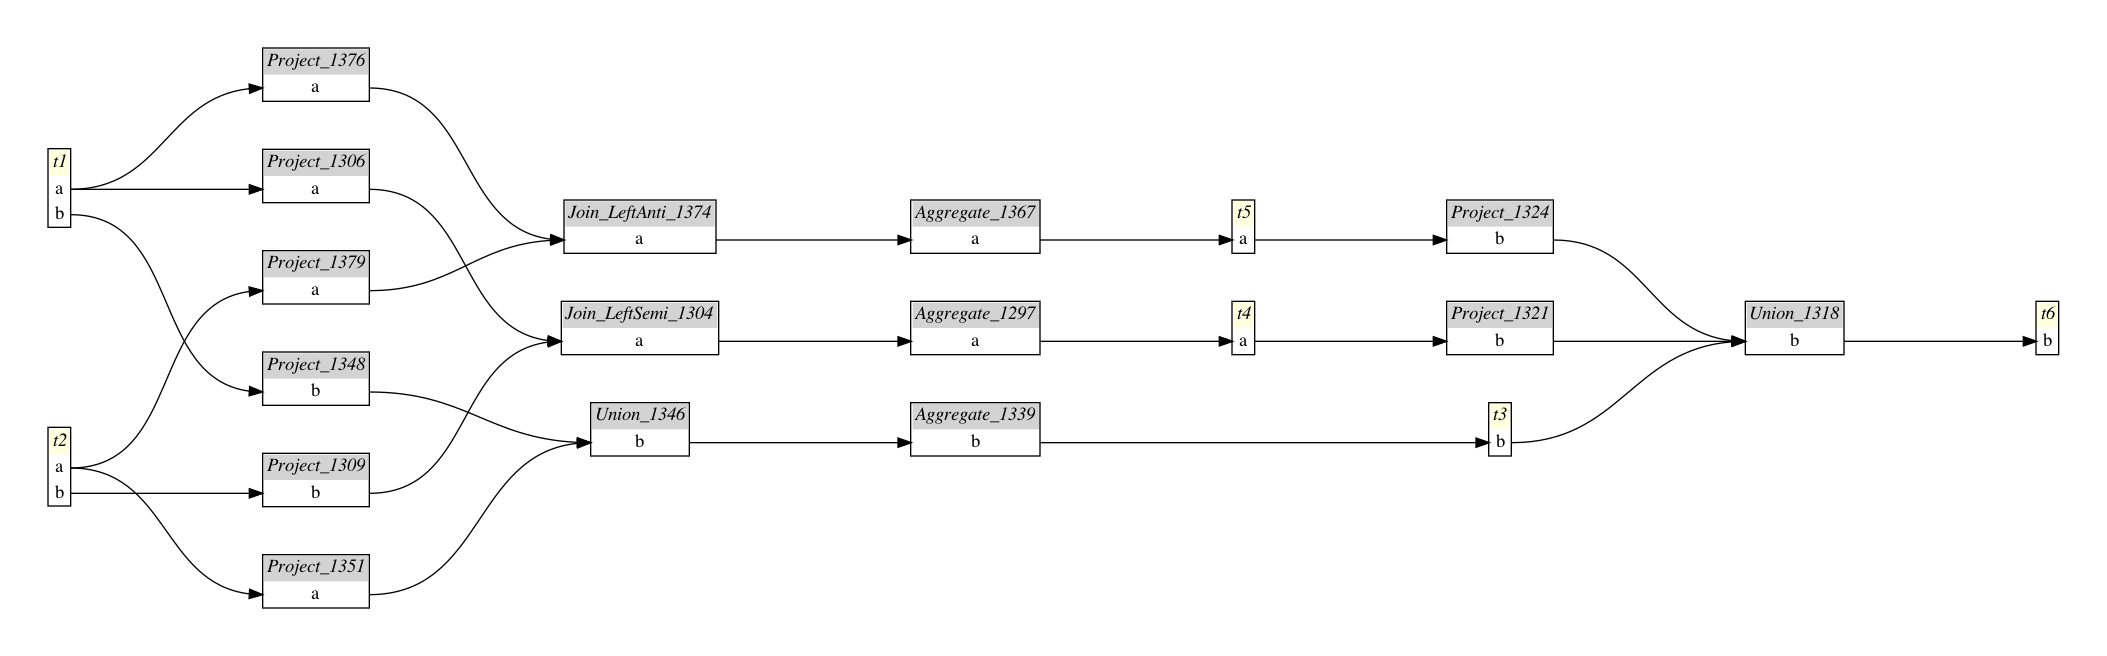 t1
a
b
t2
a
b
Project_1376
a
Project_1306
a
Project_1379
a
Project_1348
b
Project_1309
b
Project_1351
a
Join_LeftAnti_1374
a
Join_LeftSemi_1304
a
Union_1346
b
Aggregate_1367
a
Aggregate_1297
a
Aggregate_1339
b
t5
a
t4
a
Project_1324
b
Project_1321
b
t3
b
Union_1318
b
t6
b